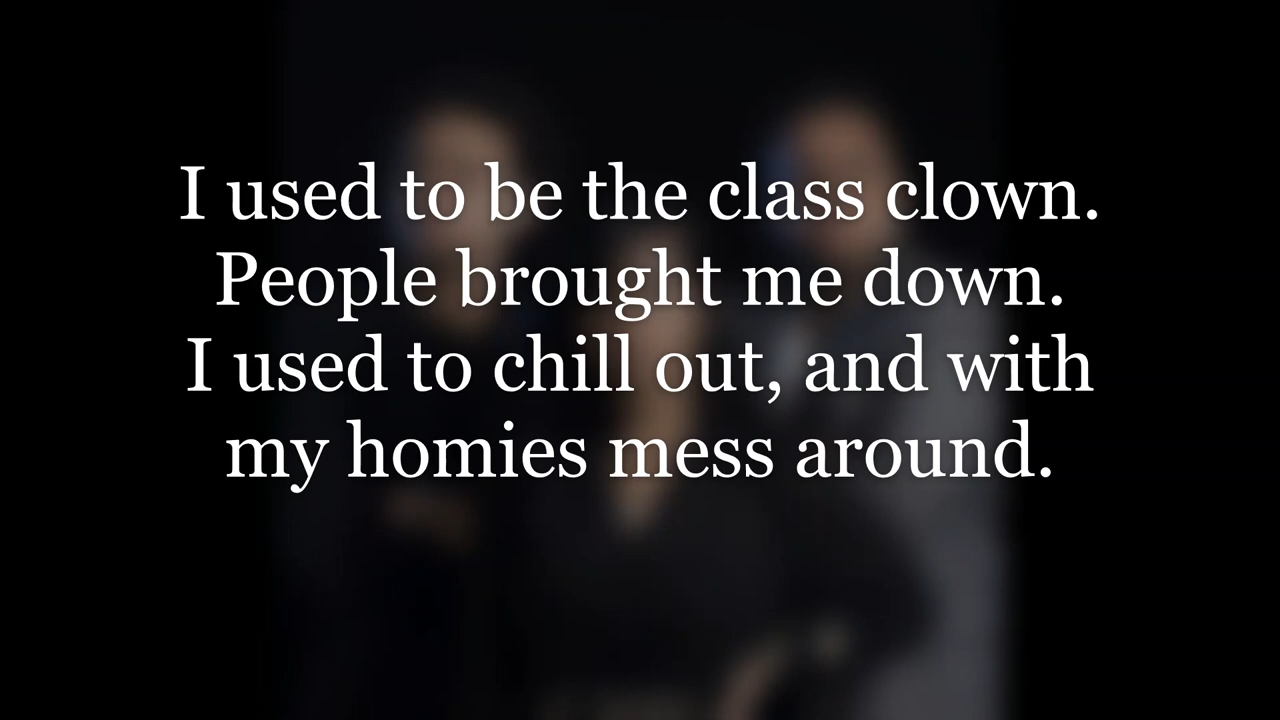 I used to be the class clown.
People brought me down.
I used to chill out, and with
my homies mess around.